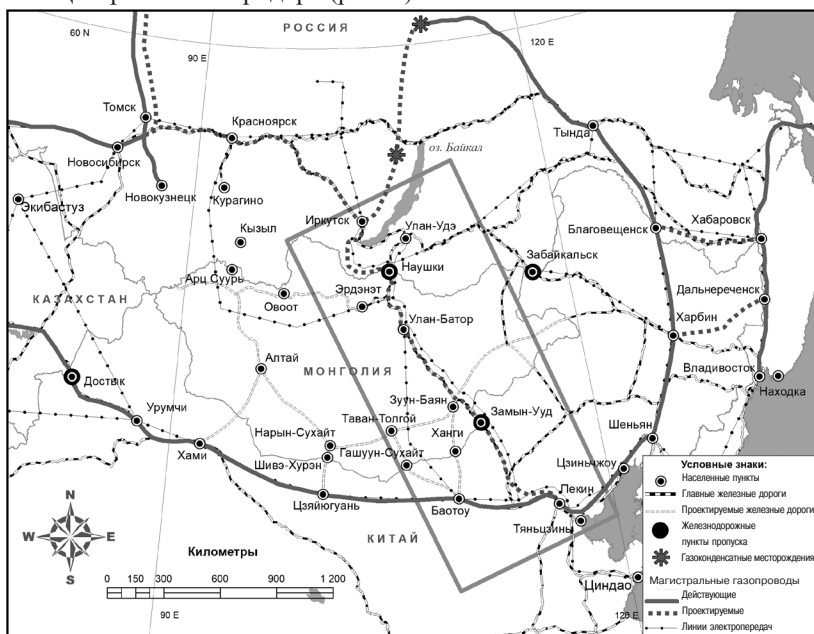 60 N
РОССИЯ
90 E
120 E
Томск
Красноярск
Тында
оз. Байкал
Новосибирск
Новокузнецк
Курагино
Экибастуз
Иркутск
Улан-Удэ
Благовещенск
Хабаровск
Кызыл
Наушки
Забайкальск
Арц Суурь
КАЗАХСТАН
Овоот
Эрдэнэт
Дальнереченск
Улан-Батор
Харбин
Алтай
МОНГОЛИЯ
Владивосток
Достык
Находка
Зуун-Баян
Замын-Ууд
Урумчи
Таван-Толгой
Нарын-Сухайт
Ханги
Шеньян
Хами
Гашуун-Сухайт
Шивэ-Хурэн
Цзиньчжоу
Цзяйюгуань
Баотоу
Пекин
Тяньцзинь
КИТАЙ
Циндао
N
W
E
S
Километры
0 150 300 600 900 1 200
90 E
120 E
Условные знаки:
Населенные пункты
Главные железные дороги
Проектируемые железные дороги
Железнодорожные
пункты пропуска
Газоконденсатные месторождения
Магистральные газопроводы
Действующие
Проектируемые
Линии электропередач